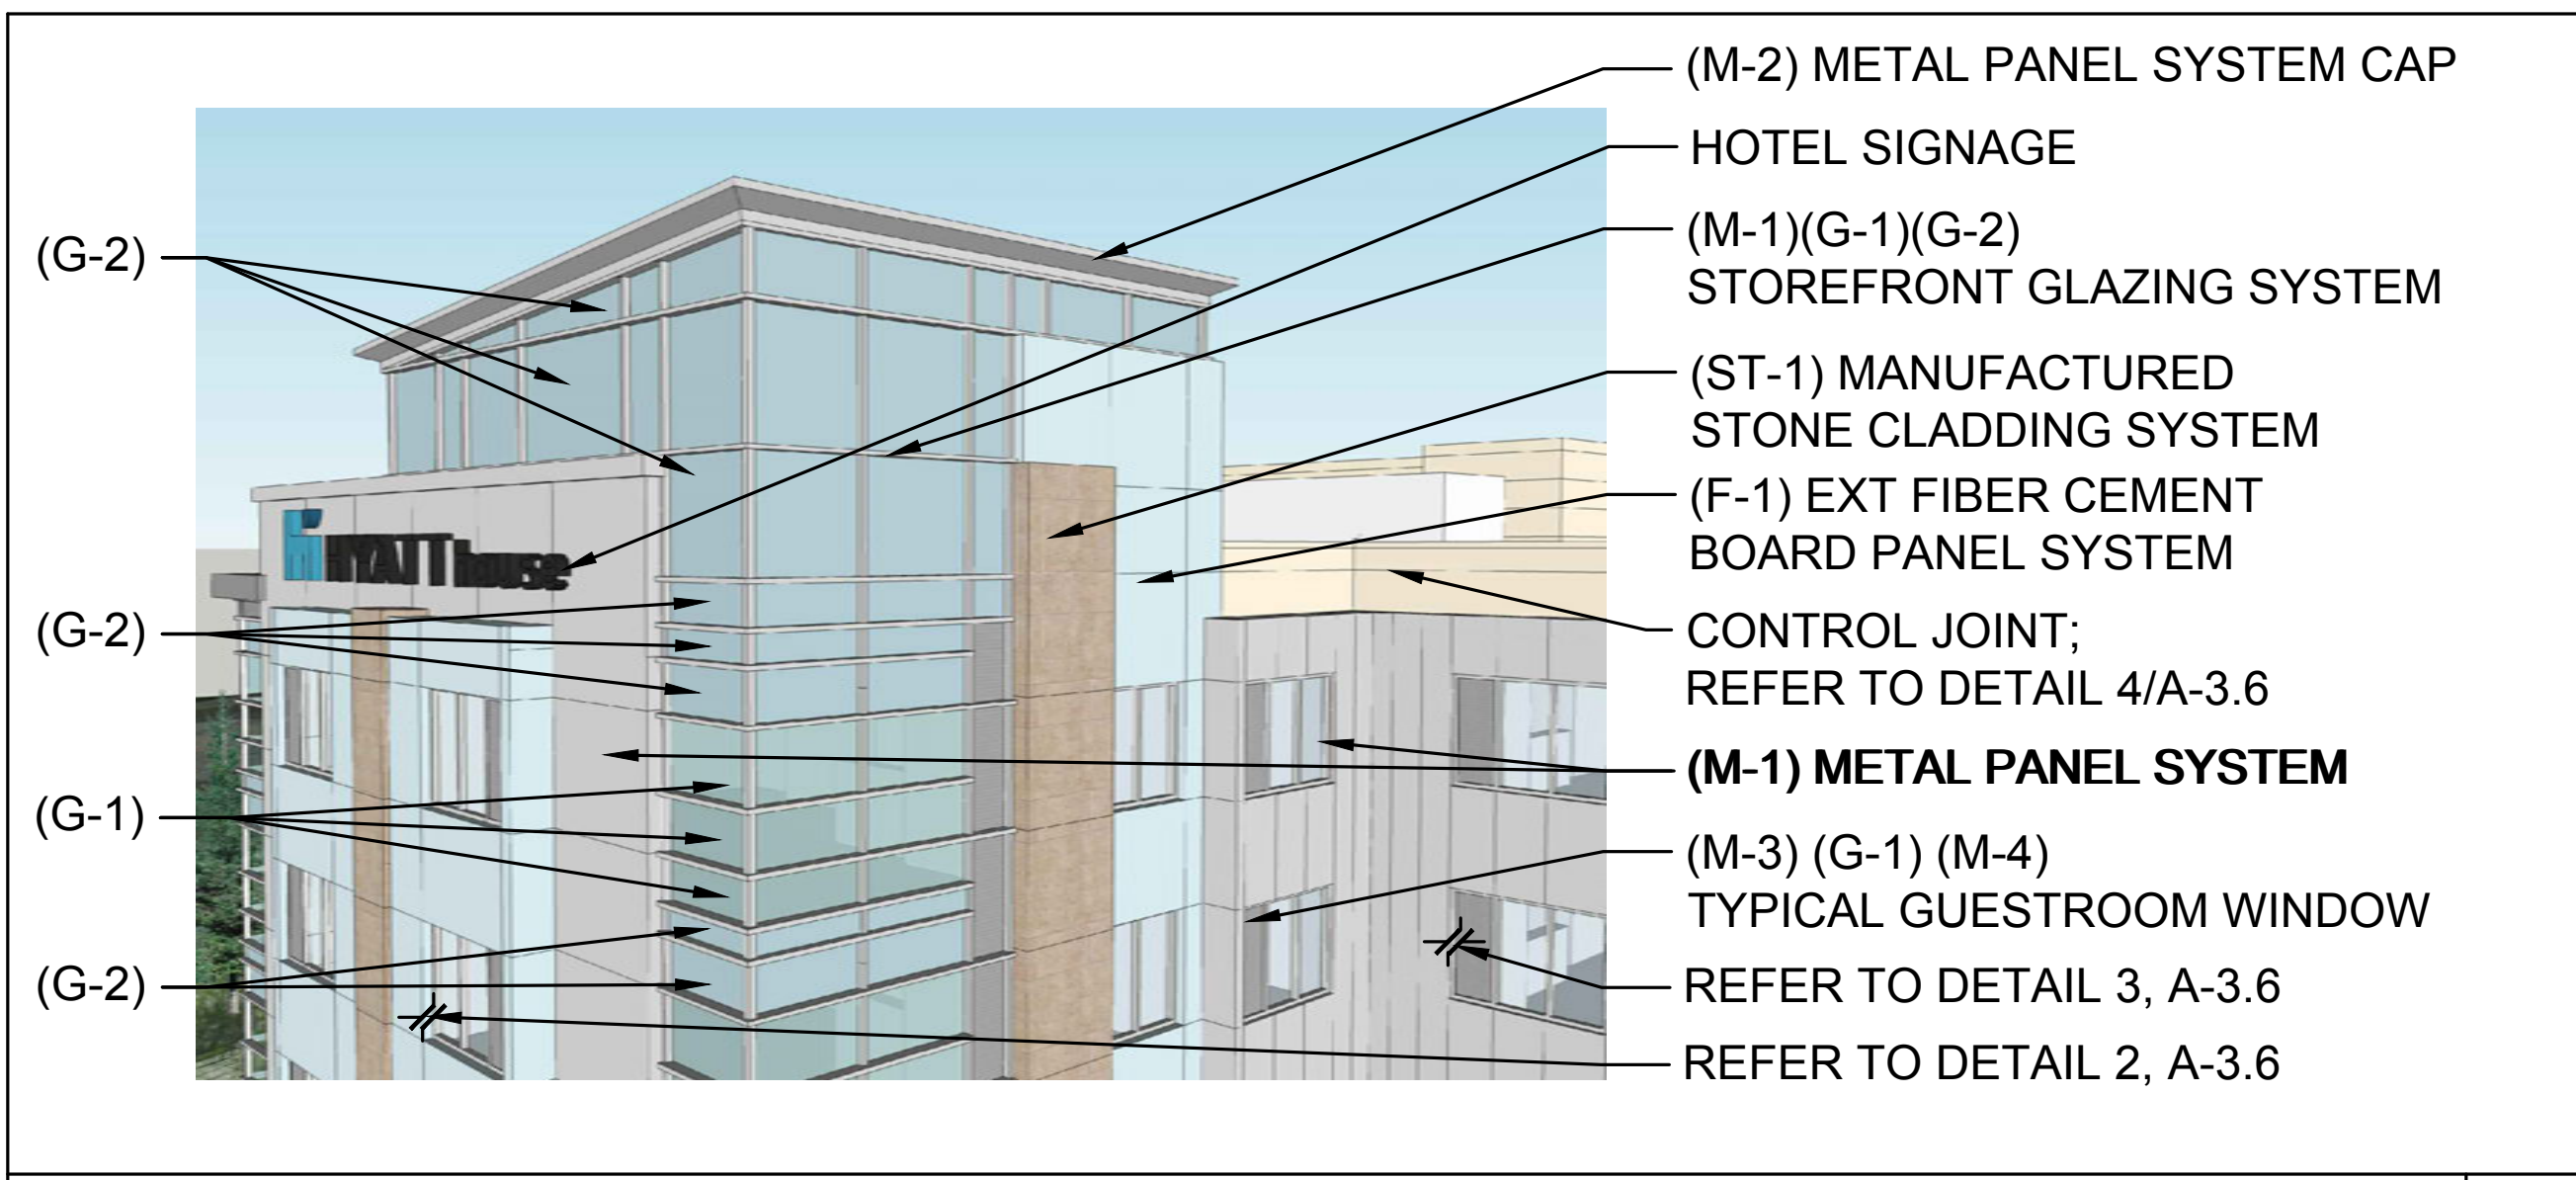 (M-2) METAL PANEL SYSTEM CAP
HOTEL SIGNAGE
(M-1)(G-1)(G-2)
STOREFRONT GLAZING SYSTEM
(ST-1) MANUFACTURED
STONE CLADDING SYSTEM
(F-1) EXT FIBER CEMENT
BOARD PANEL SYSTEM
CONTROL JOINT;
REFER TO DETAIL 4/A-3.6
(M-1) METAL PANEL SYSTEM
(M-3) (G-1) (M-4)
TYPICAL GUESTROOM WINDOW
REFER TO DETAIL 3, A-3.6
REFER TO DETAIL 2, A-3.6
(G-2)
(G-2)
(G-1)
(G-2)
HYATT house